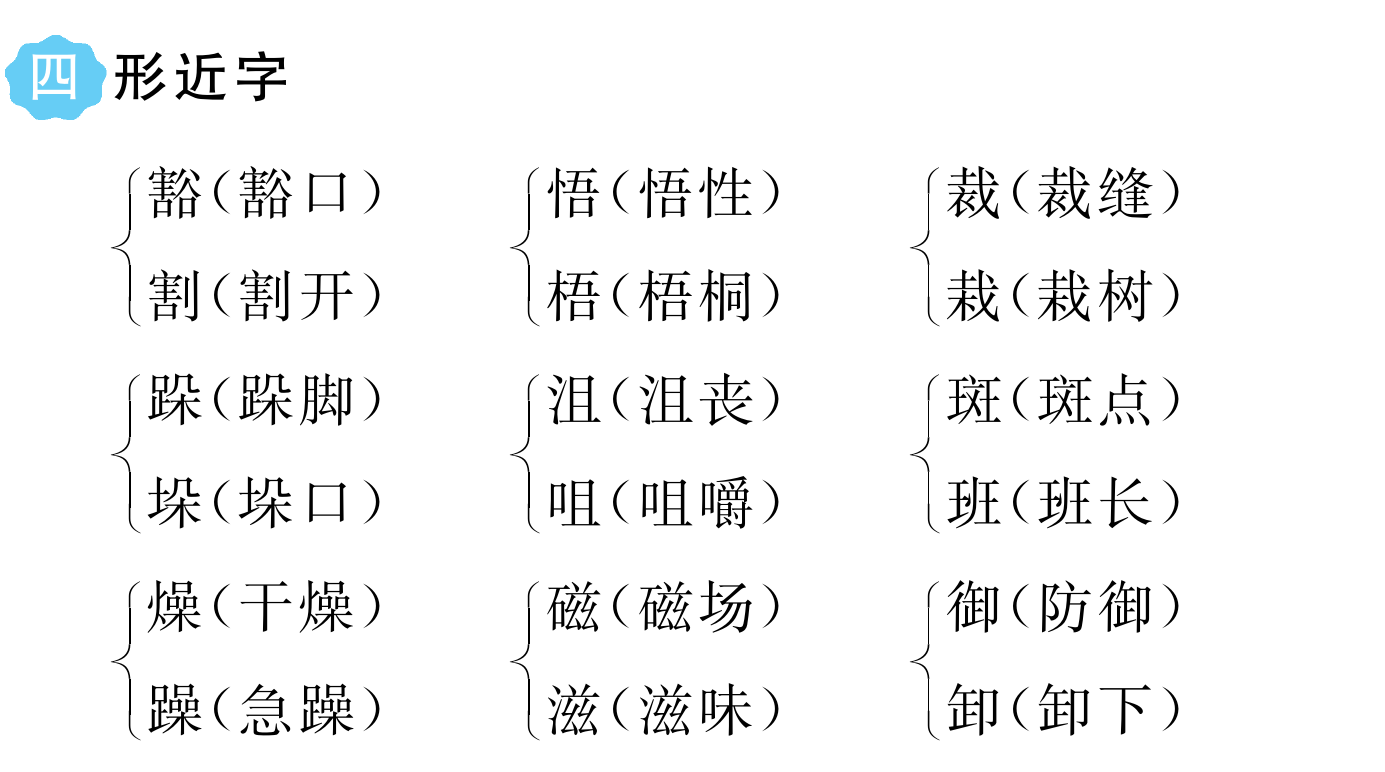 四 形近字
豁(豁口) 悟(悟性) 裁(裁缝)
割(割开) 梧(梧桐) 栽(栽树)
跺(跺脚) 沮(沮丧) 斑(斑点)
垛(垛口) 咀(咀嚼) 班(班长)
燥(干燥) 磁(磁场) 御(防御)
躁(急躁) 滋(滋味) 卸(卸下)